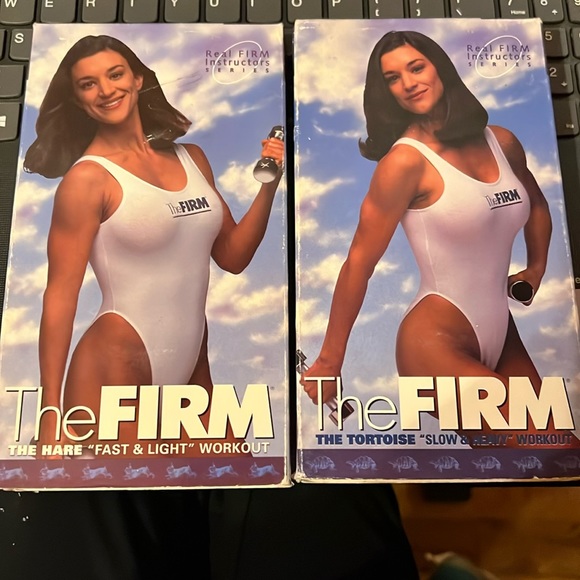 Real FIRM
Instructors
SERIES
The FIRM
The FIRM®
THE HARE "FAST & LIGHT" WORKOUT
Real FIRM
Instructors
SERIES
The FIRM
The FIRM®
THE TORTOISE "SLOW & HEAVY" WORKOUT